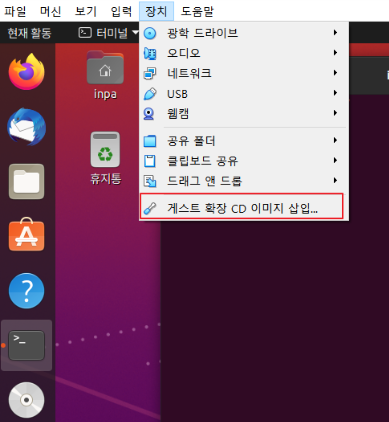 파일 머신 보기 입력 장치 도움말
현재 활동 터미널
광학 드라이브
오디오
네트워크
USB
웹캠
공유 폴더
클립보드 공유
드래그 앤 드롭
게스트 확장 CD 이미지 삽입...
inpa
휴지통